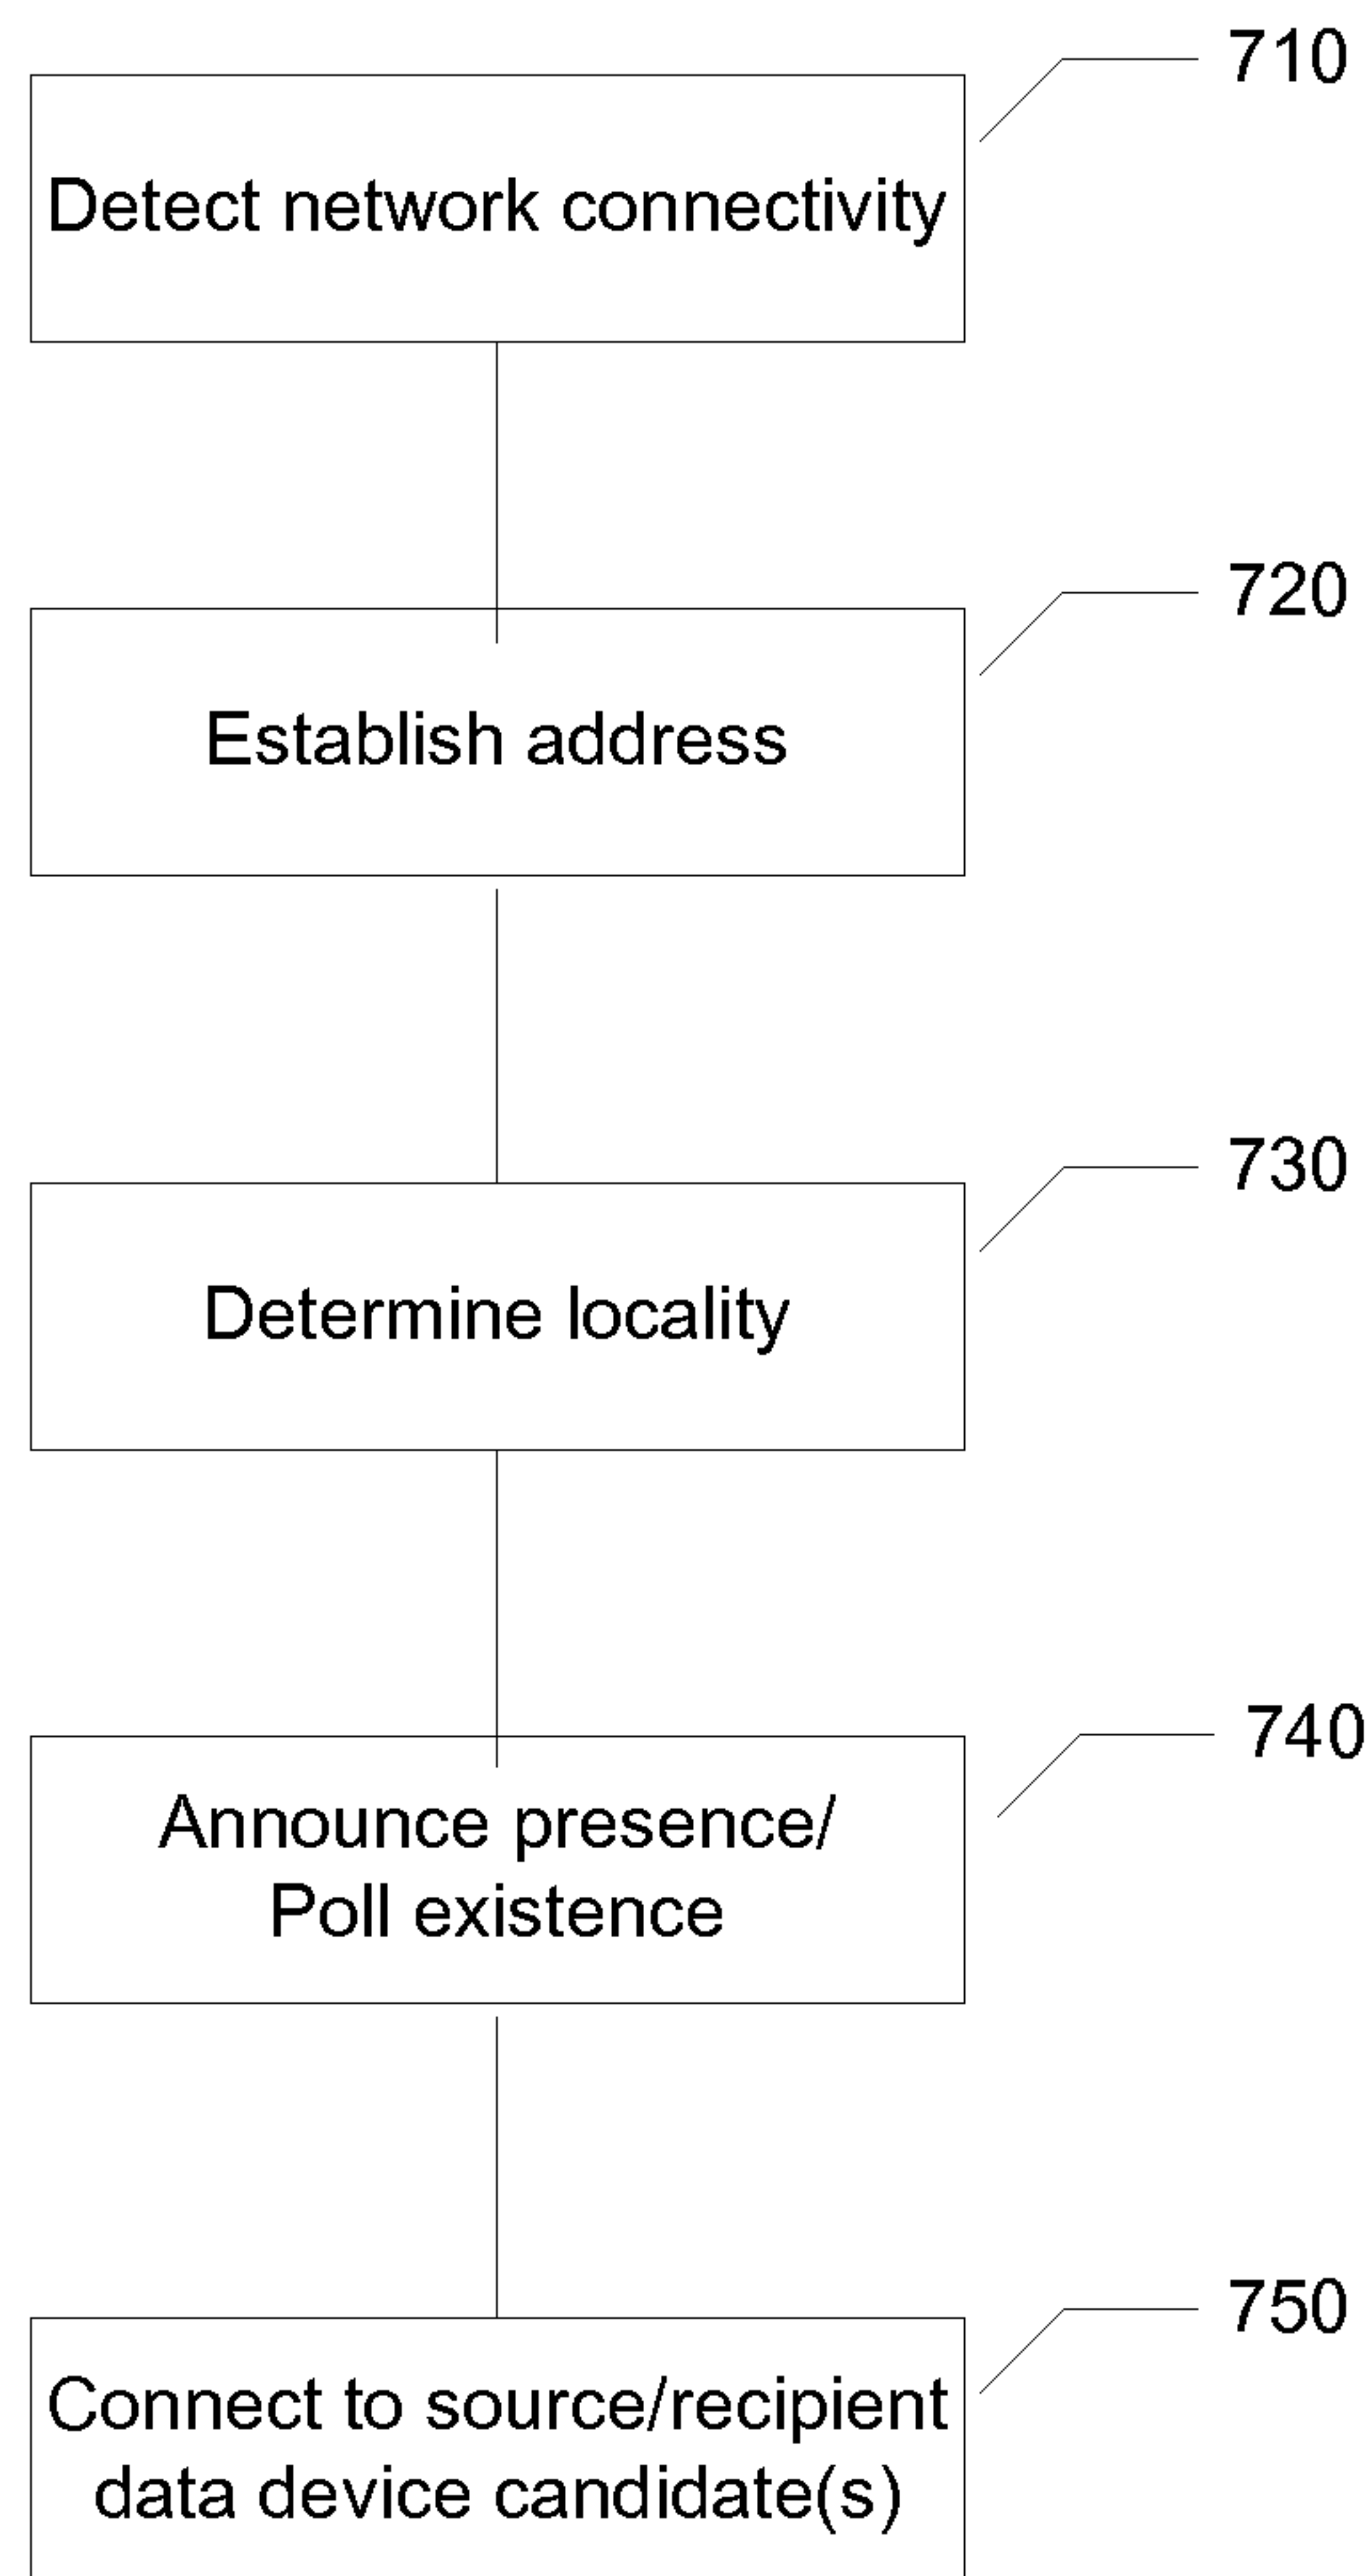 710
Detect network connectivity
720
Establish address
730
Determine locality
740
Announce presence/
Poll existence
750
Connect to source/recipient
data device candidate(s)